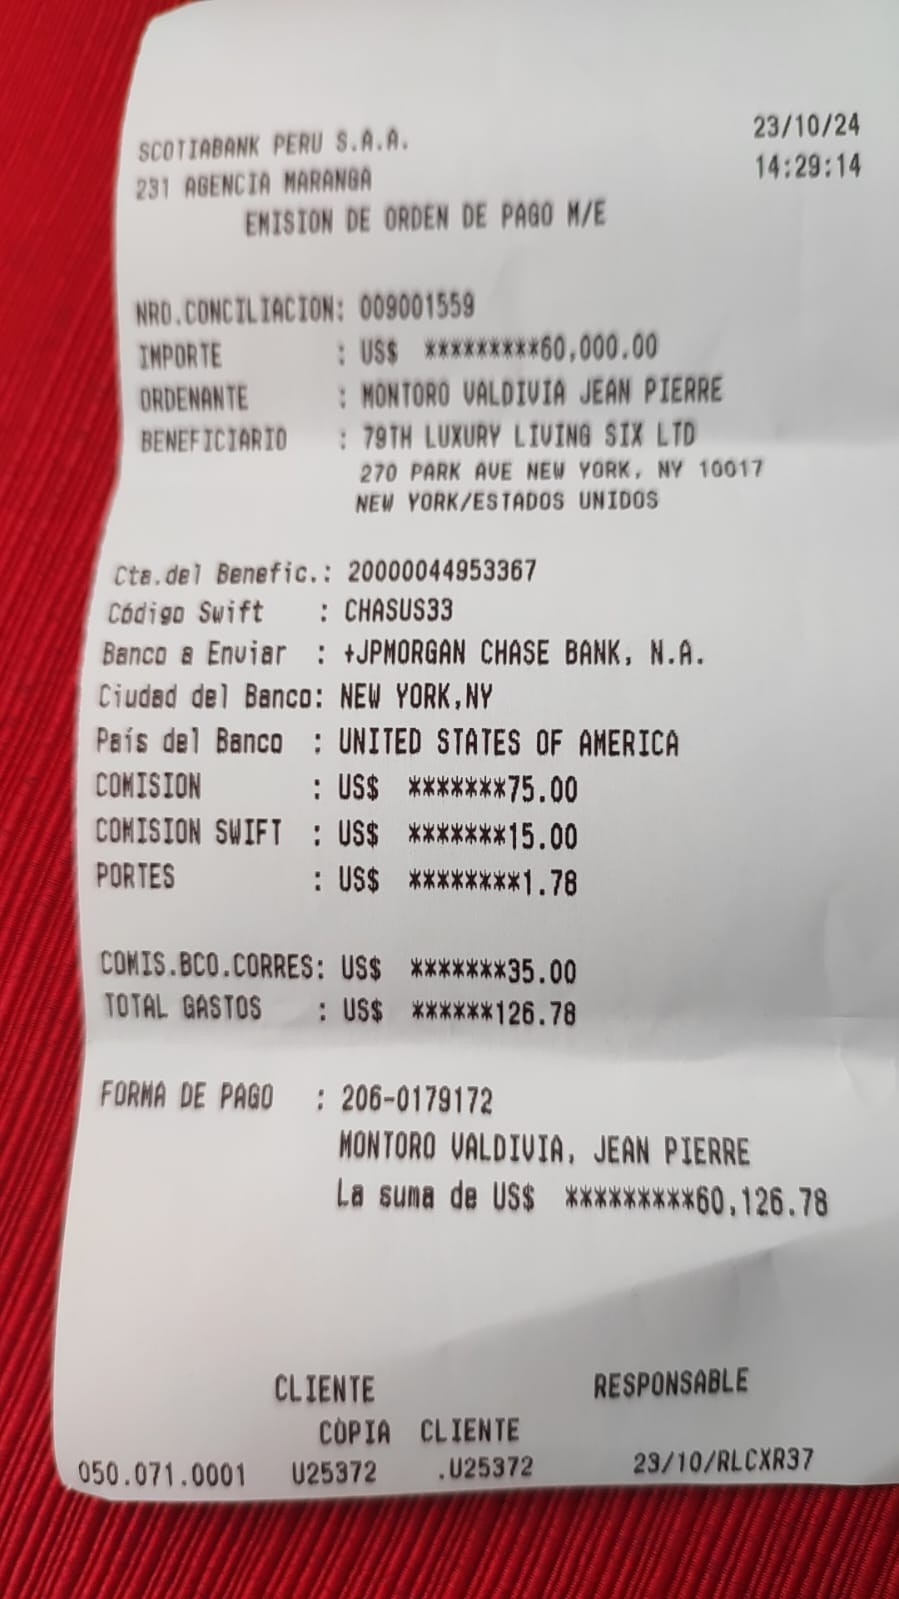 SCOTIABANK PERU S.A.A. 23/10/24
231 AGENCIA MARANGA 14:29:14
EMISION DE ORDEN DE PAGO M/E
NRO.CONCILIACION: 009001559
IMPORTE : US$ *********60,000.00
ORDENANTE : MONTORO VALDIVIA JEAN PIERRE
BENEFICIARIO : 79TH LUXURY LIVING SIX LTD
270 PARK AVE NEW YORK, NY 10017
NEW YORK/ESTADOS UNIDOS
Cta.del Benefic.: 20000044953367
Código Swift : CHASUS33
Banco a Enviar : +JPMORGAN CHASE BANK, N.A.
Ciudad del Banco: NEW YORK,NY
País del Banco : UNITED STATES OF AMERICA
COMISION : US$ *******75.00
COMISION SWIFT : US$ *******15.00
PORTES : US$ ********1.78
COMIS.BCO.CORRES: US$ *******35.00
TOTAL GASTOS : US$ ******126.78
FORMA DE PAGO : 206-0179172
MONTORO VALDIVIA, JEAN PIERRE
La suma de US$ *********60,126.78
CLIENTE RESPONSABLE
COPIA CLIENTE
050.071.0001 U25372 .U25372 23/10/RLCXR37